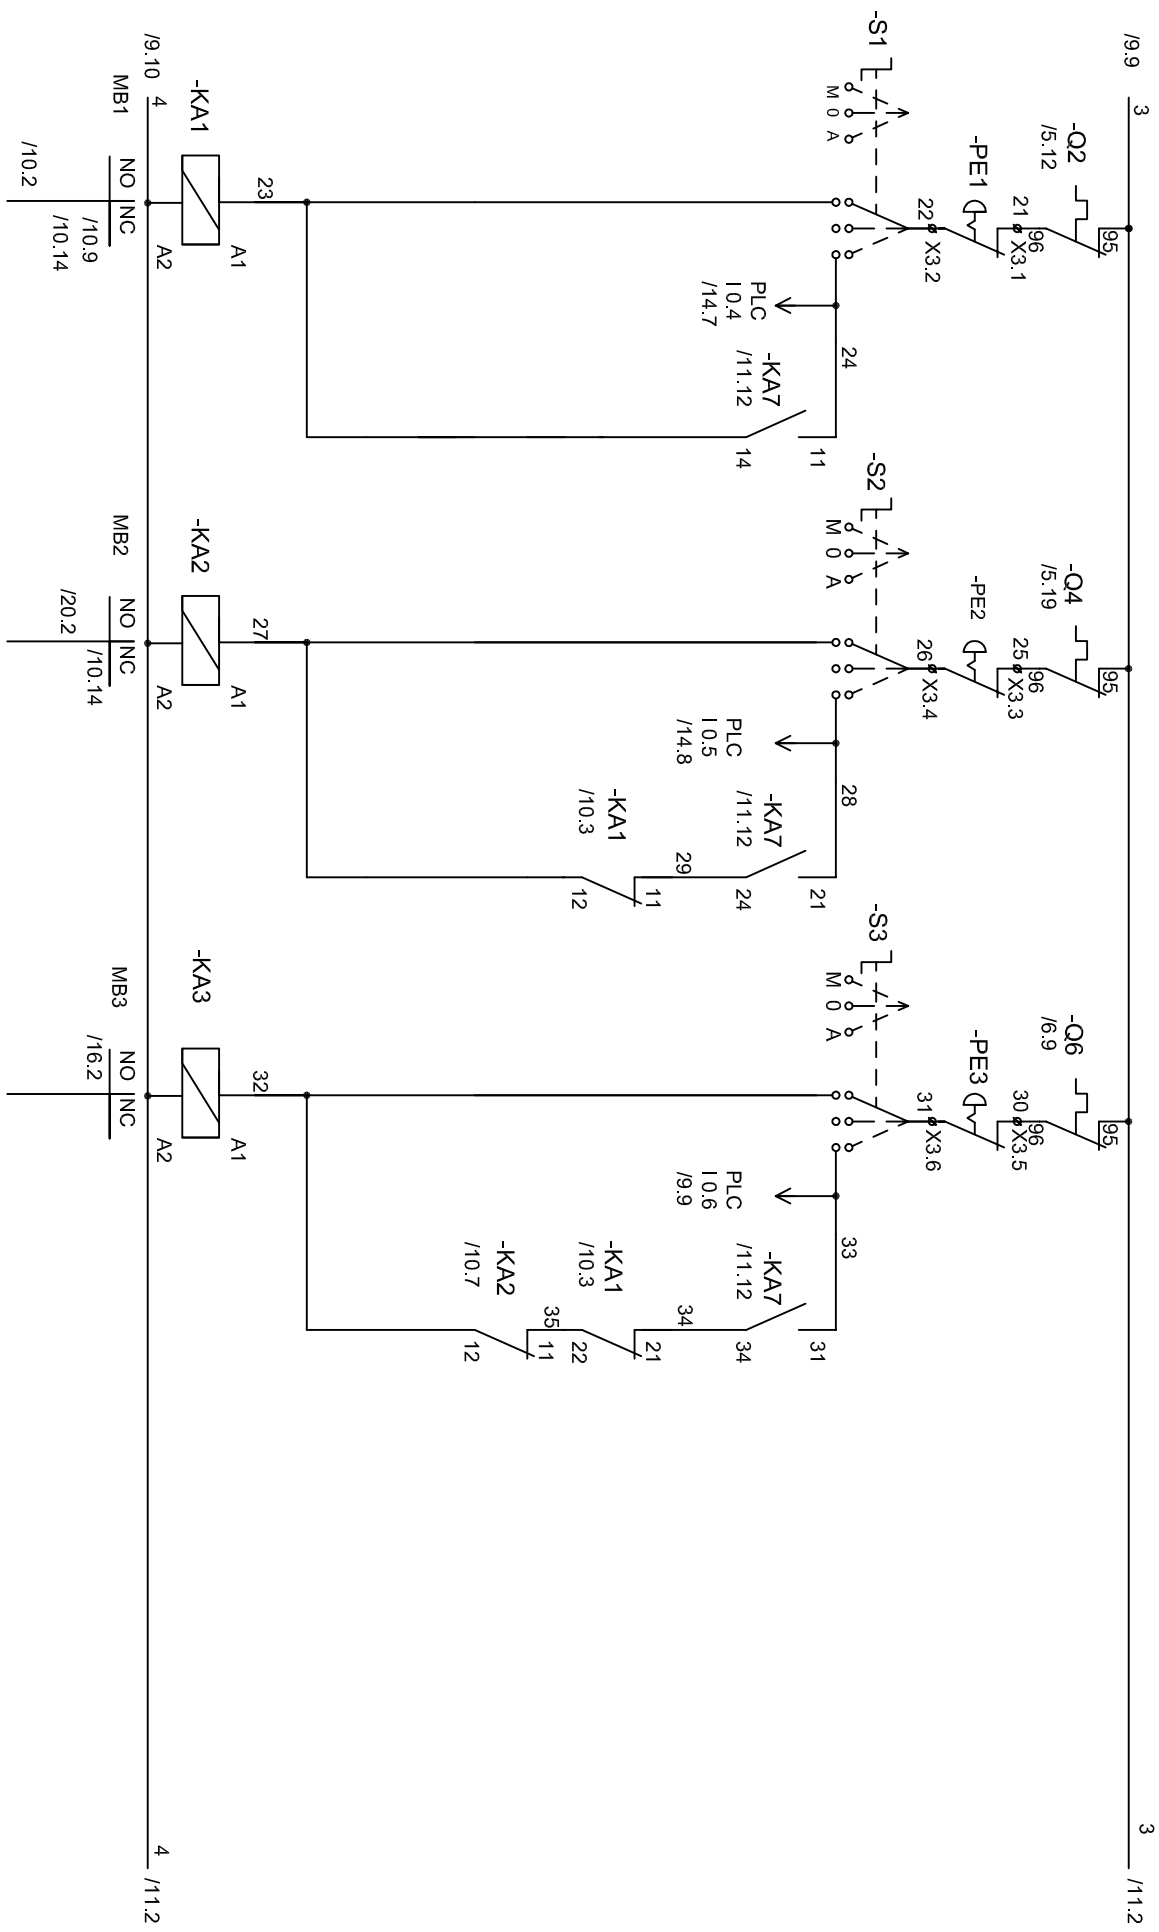 /9.9
3
3
/11.2
-Q2
/5.12
95
96
21
X3.1
-PE1
22
X3.2
-S1
M
0
A
PLC
I 0.4
/14.7
24
-KA7
/11.12
11
14
23
-KA1
A1
A2
MB1
NO
NC
/10.2
/10.9
/10.14
-Q4
/5.19
95
96
25
X3.3
-PE2
26
X3.4
-S2
M
0
A
PLC
I 0.5
/14.8
28
-KA7
/11.12
21
24
29
-KA1
/10.3
11
12
27
-KA2
A1
A2
MB2
NO
NC
/20.2
/10.14
-Q6
/6.9
95
96
30
X3.5
-PE3
31
X3.6
-S3
M
0
A
PLC
I 0.6
/9.9
33
-KA7
/11.12
31
34
34
-KA1
/10.3
21
22
35
-KA2
/10.7
11
12
32
-KA3
A1
A2
MB3
NO
NC
/16.2
/9.10
4
4
/11.2